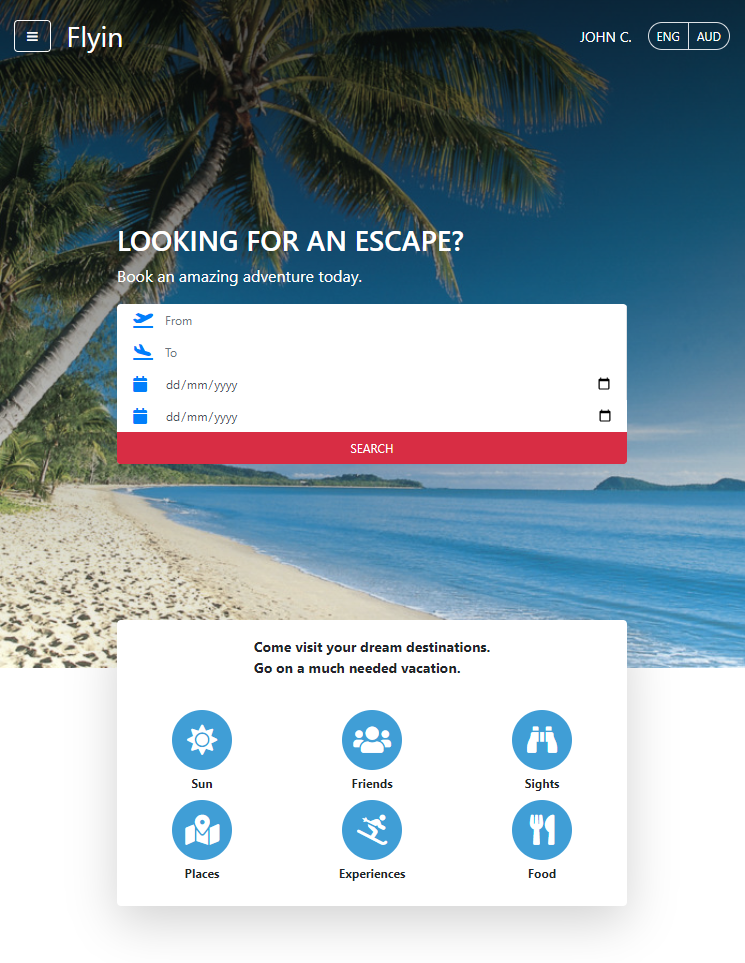 Flyin
JOHN C.
ENG
AUD
LOOKING FOR AN ESCAPE?
Book an amazing adventure today.
From
To
dd/mm/yyyy
dd/mm/yyyy
SEARCH
Come visit your dream destinations.
Go on a much needed vacation.
Sun
Friends
Sights
Places
Experiences
Food